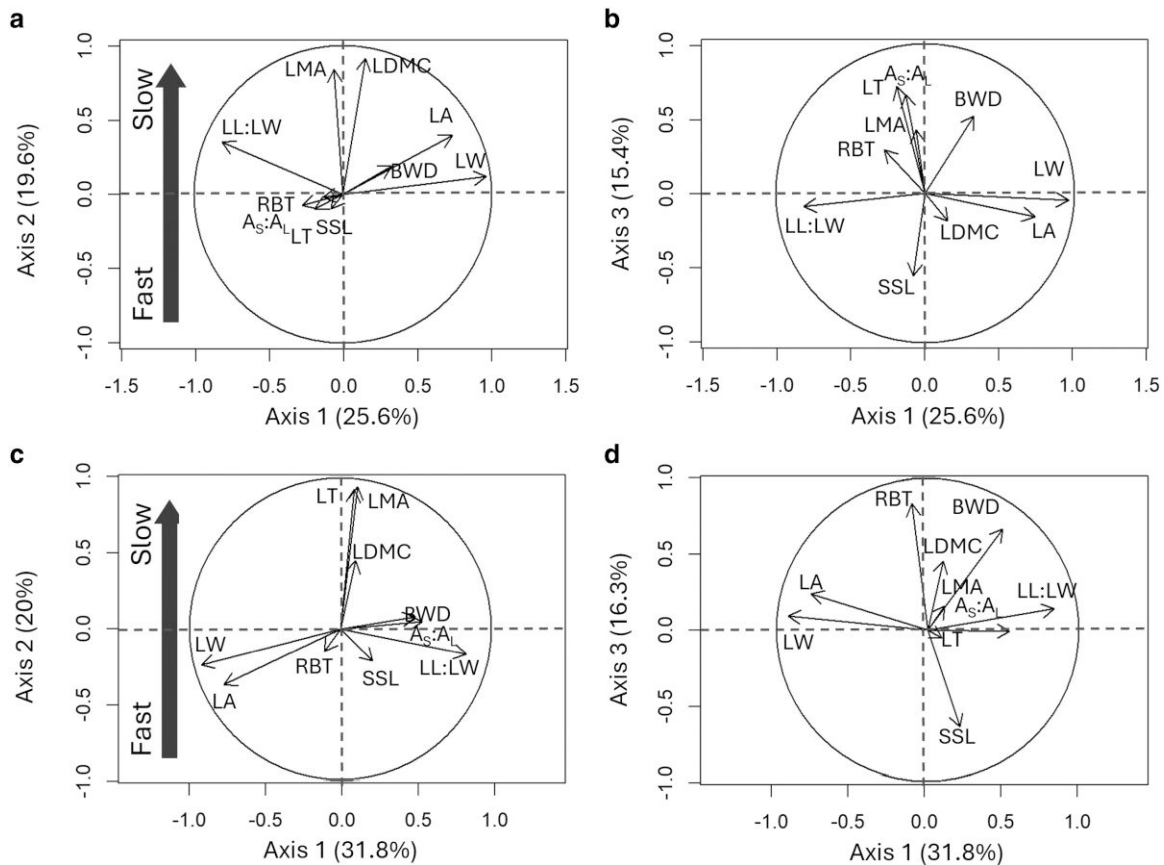 a
Axis 2 (19.6%)
1.0
0.5
0.0
-0.5
-1.0
Slow
Fast
LMA
LDMC
LL:LW
LA
LW
BWD
RBT
AS:AL
LT
SSL
-1.5 -1.0 -0.5 0.0 0.5 1.0 1.5
Axis 1 (25.6%)
b
Axis 3 (15.4%)
1.0
0.5
0.0
-0.5
-1.0
LT
AS:AL
BWD
LMA
RBT
LW
LL:LW
LDMC
LA
SSL
-1.5 -1.0 -0.5 0.0 0.5 1.0 1.5
Axis 1 (25.6%)
c
Axis 2 (20%)
1.0
0.5
0.0
-0.5
-1.0
Slow
Fast
LT
LMA
LDMC
BWD
AS:AL
LW
RBT
SSL
LL:LW
LA
-1.0 -0.5 0.0 0.5 1.0
Axis 1 (31.8%)
d
Axis 3 (16.3%)
1.0
0.5
0.0
-0.5
-1.0
RBT
BWD
LDMC
LA
LMA
LL:LW
AS:AL
LW
LT
SSL
-1.0 -0.5 0.0 0.5 1.0
Axis 1 (31.8%)